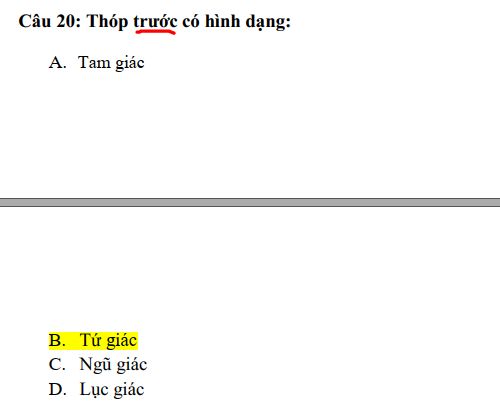 Câu 20: Thóp trước có hình dạng:
A. Tam giác
B. Tứ giác
C. Ngũ giác
D. Lục giác